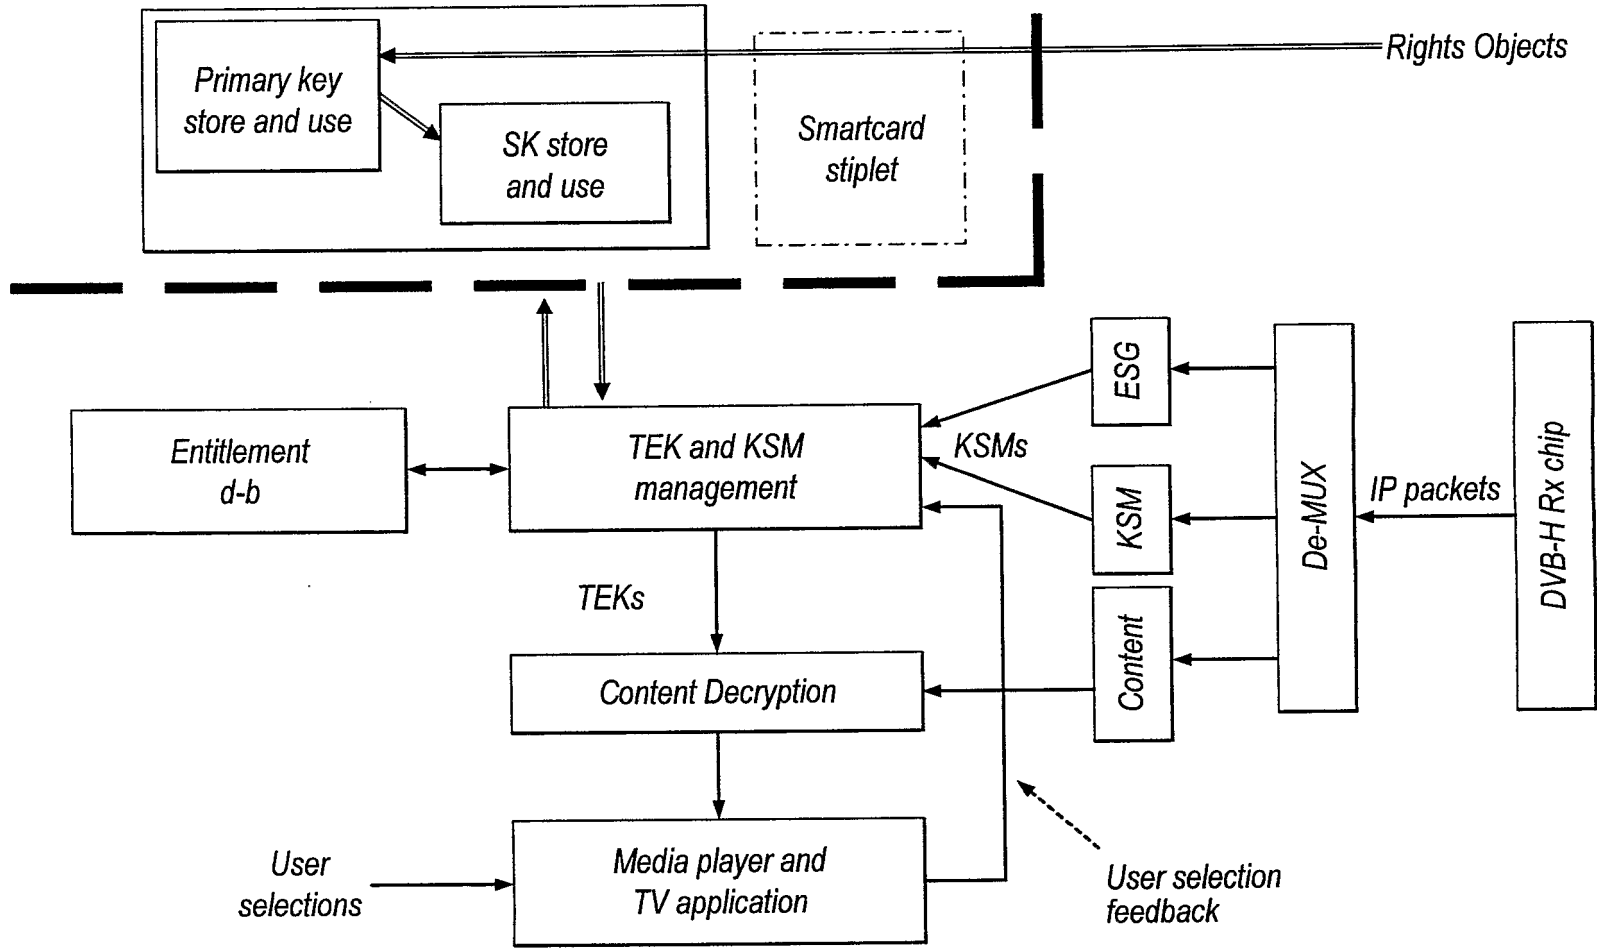 Rights Objects
Primary key
store and use
SK store
and use
Smartcard
stiplet
ESG
Entitlement
d-b
TEK and KSM
management
KSMs
KSM
De-MUX
IP packets
DVB-H Rx chip
TEKs
Content
Content Decryption
User
selections
Media player and
TV application
User selection
feedback